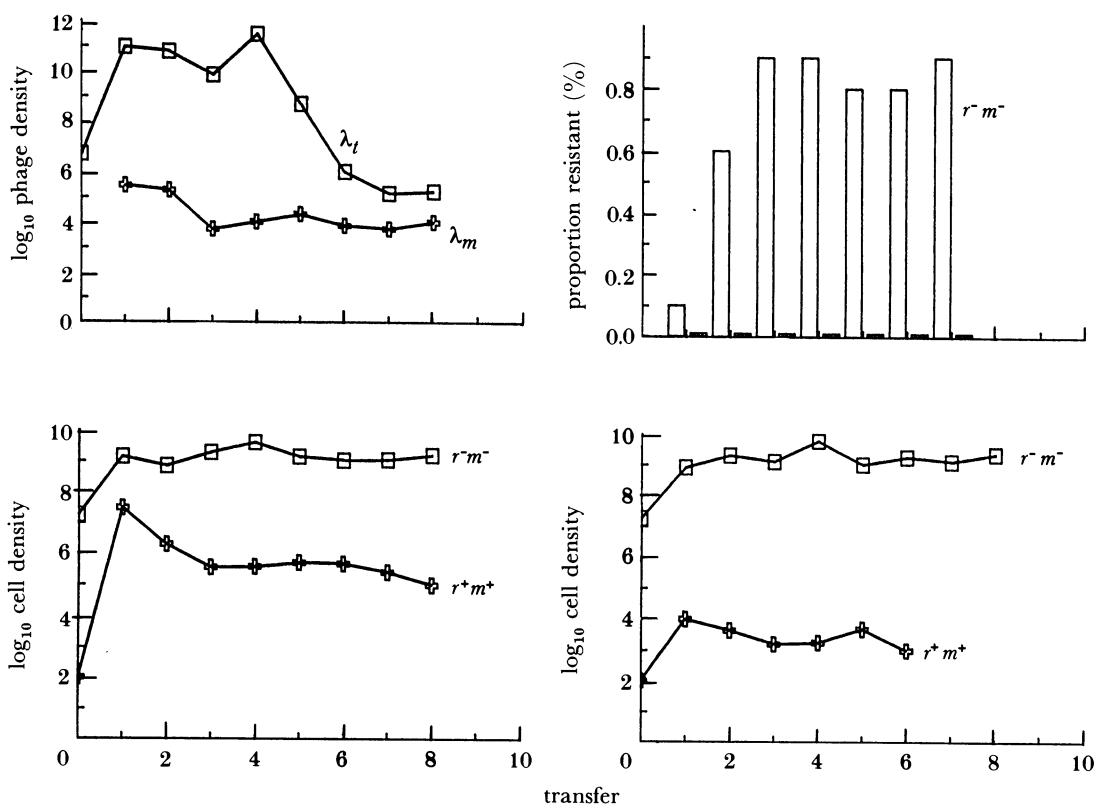 12
10
8
6
4
2
0
log₁₀ phage density
λₜ
λₘ
0.8
0.6
0.4
0.2
0.0
proportion resistant (%)
r⁻ m⁻
10
8
6
4
2
log₁₀ cell density
r⁻m⁻
r⁺m⁺
0 2 4 6 8 10
10
8
6
4
2
log₁₀ cell density
r⁻ m⁻
r⁺ m⁺
0 2 4 6 8 10
transfer